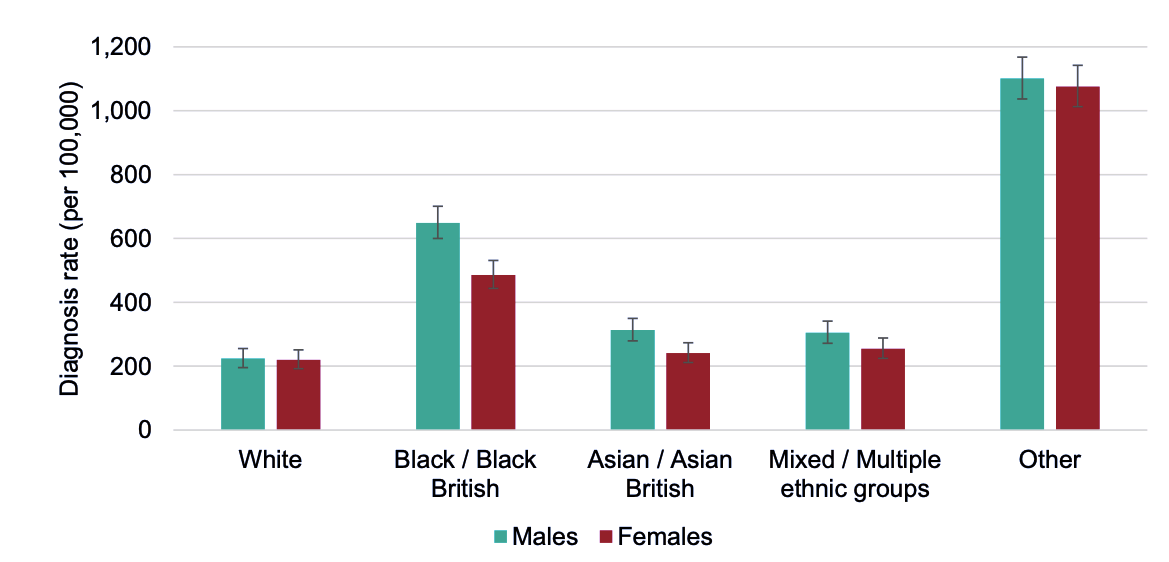 Diagnosis rate (per 100,000)
1,200
1,000
800
600
400
200
0
White
Black / Black
British
Asian / Asian
British
Mixed / Multiple
ethnic groups
Other
Males
Females